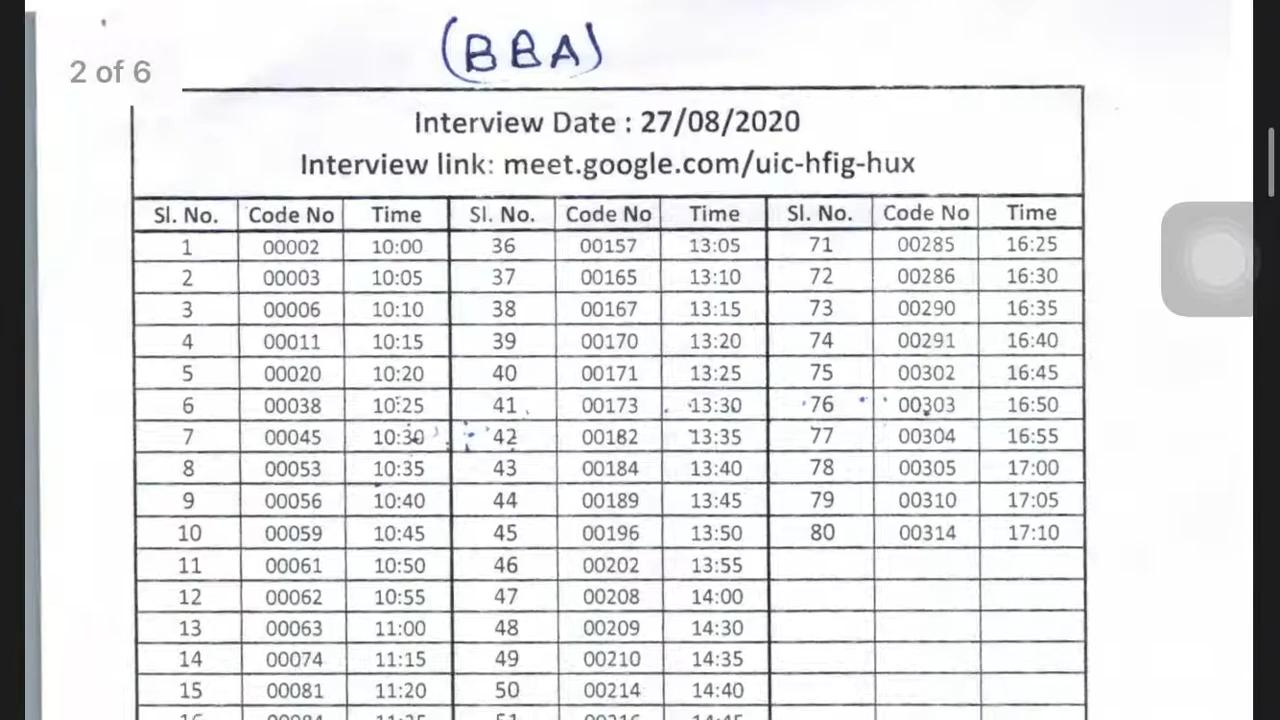 (BBA)
2 of 6
Interview Date : 27/08/2020
Interview link: meet.google.com/uic-hfig-hux
Sl. No. Code No Time Sl. No. Code No Time Sl. No. Code No Time
1 00002 10:00 36 00157 13:05 71 00285 16:25
2 00003 10:05 37 00165 13:10 72 00286 16:30
3 00006 10:10 38 00167 13:15 73 00290 16:35
4 00011 10:15 39 00170 13:20 74 00291 16:40
5 00020 10:20 40 00171 13:25 75 00302 16:45
6 00038 10:25 41 00173 13:30 76 00303 16:50
7 00045 10:30 42 00182 13:35 77 00304 16:55
8 00053 10:35 43 00184 13:40 78 00305 17:00
9 00056 10:40 44 00189 13:45 79 00310 17:05
10 00059 10:45 45 00196 13:50 80 00314 17:10
11 00061 10:50 46 00202 13:55
12 00062 10:55 47 00208 14:00
13 00063 11:00 48 00209 14:30
14 00074 11:15 49 00210 14:35
15 00081 11:20 50 00214 14:40